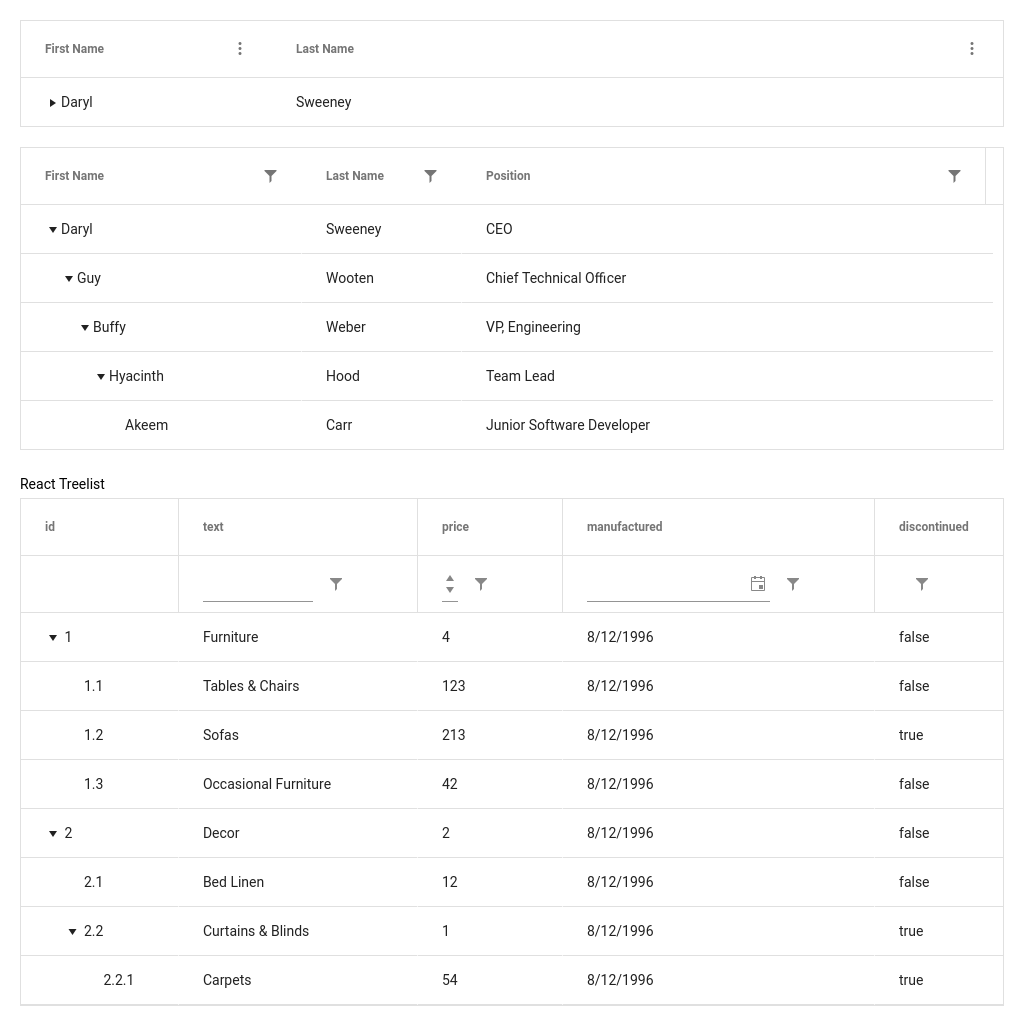 First Name Last Name
Daryl Sweeney
First Name Last Name Position
Daryl Sweeney CEO
Guy Wooten Chief Technical Officer
Buffy Weber VP, Engineering
Hyacinth Hood Team Lead
Akeem Carr Junior Software Developer
React Treelist
id text price manufactured discontinued
1 Furniture 4 8/12/1996 false
1.1 Tables & Chairs 123 8/12/1996 false
1.2 Sofas 213 8/12/1996 true
1.3 Occasional Furniture 42 8/12/1996 false
2 Decor 2 8/12/1996 false
2.1 Bed Linen 12 8/12/1996 false
2.2 Curtains & Blinds 1 8/12/1996 true
2.2.1 Carpets 54 8/12/1996 true